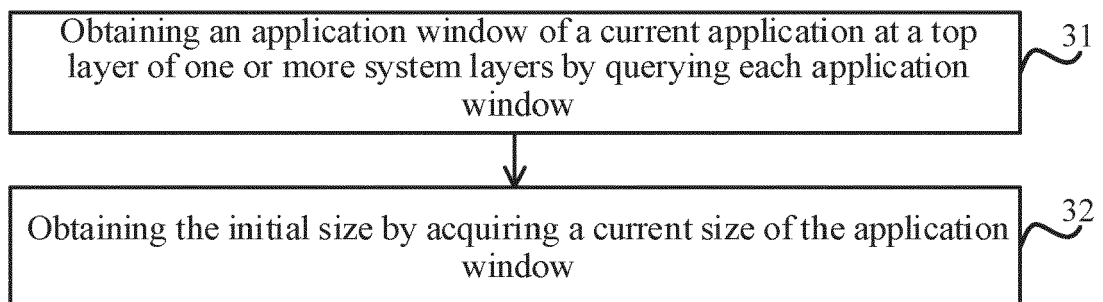 Obtaining an application window of a current application at a top
31
layer of one or more system layers by querying each application
window
32
Obtaining the initial size by acquiring a current size of the application
window